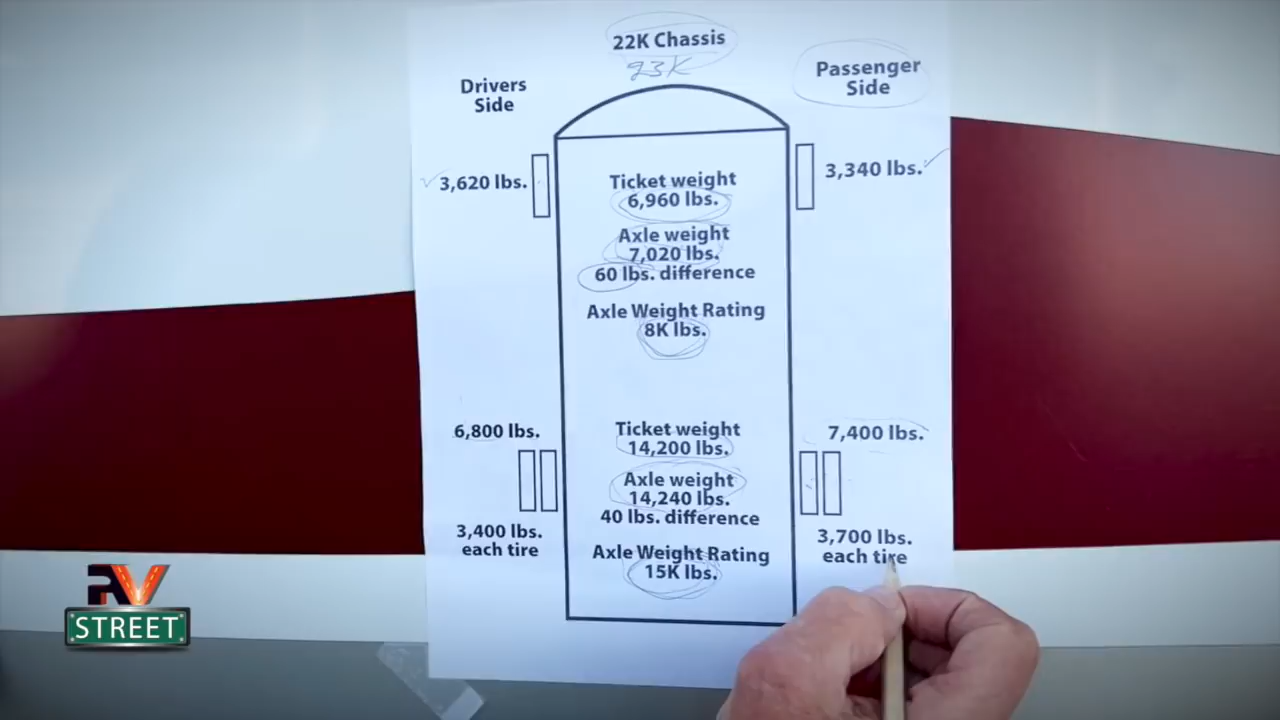 22K Chassis
23K
Drivers
Side
Passenger
Side
3,620 lbs.
3,340 lbs.
Ticket weight
6,960 lbs.
Axle weight
7,020 lbs.
60 lbs. difference
Axle Weight Rating
8K lbs.
6,800 lbs.
7,400 lbs.
Ticket weight
14,200 lbs.
Axle weight
14,240 lbs.
40 lbs. difference
3,400 lbs.
each tire
3,700 lbs.
each tire
Axle Weight Rating
15K lbs.
RV
STREET